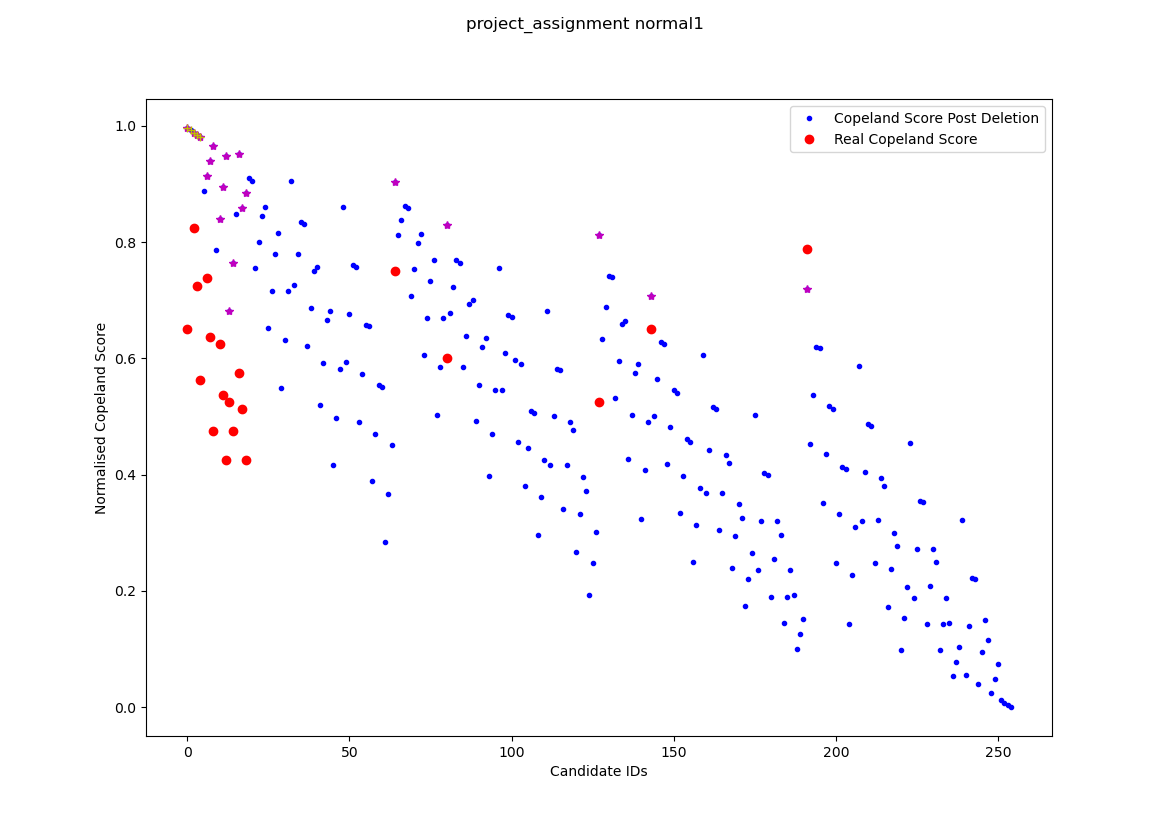 project_assignment normal1
Copeland Score Post Deletion
Real Copeland Score
1.0
0.8
0.6
0.4
0.2
0.0
Normalised Copeland Score
0
50
100
150
200
250
Candidate IDs